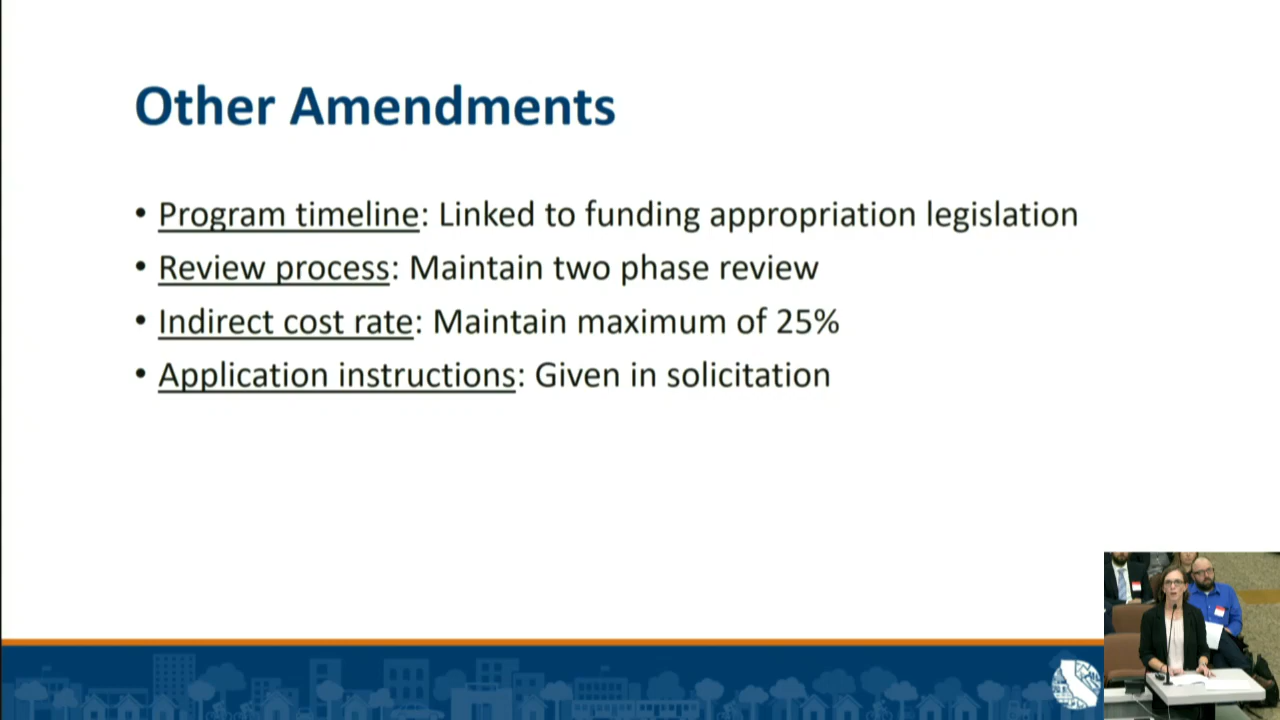 Other Amendments
• Program timeline: Linked to funding appropriation legislation
• Review process: Maintain two phase review
• Indirect cost rate: Maintain maximum of 25%
• Application instructions: Given in solicitation